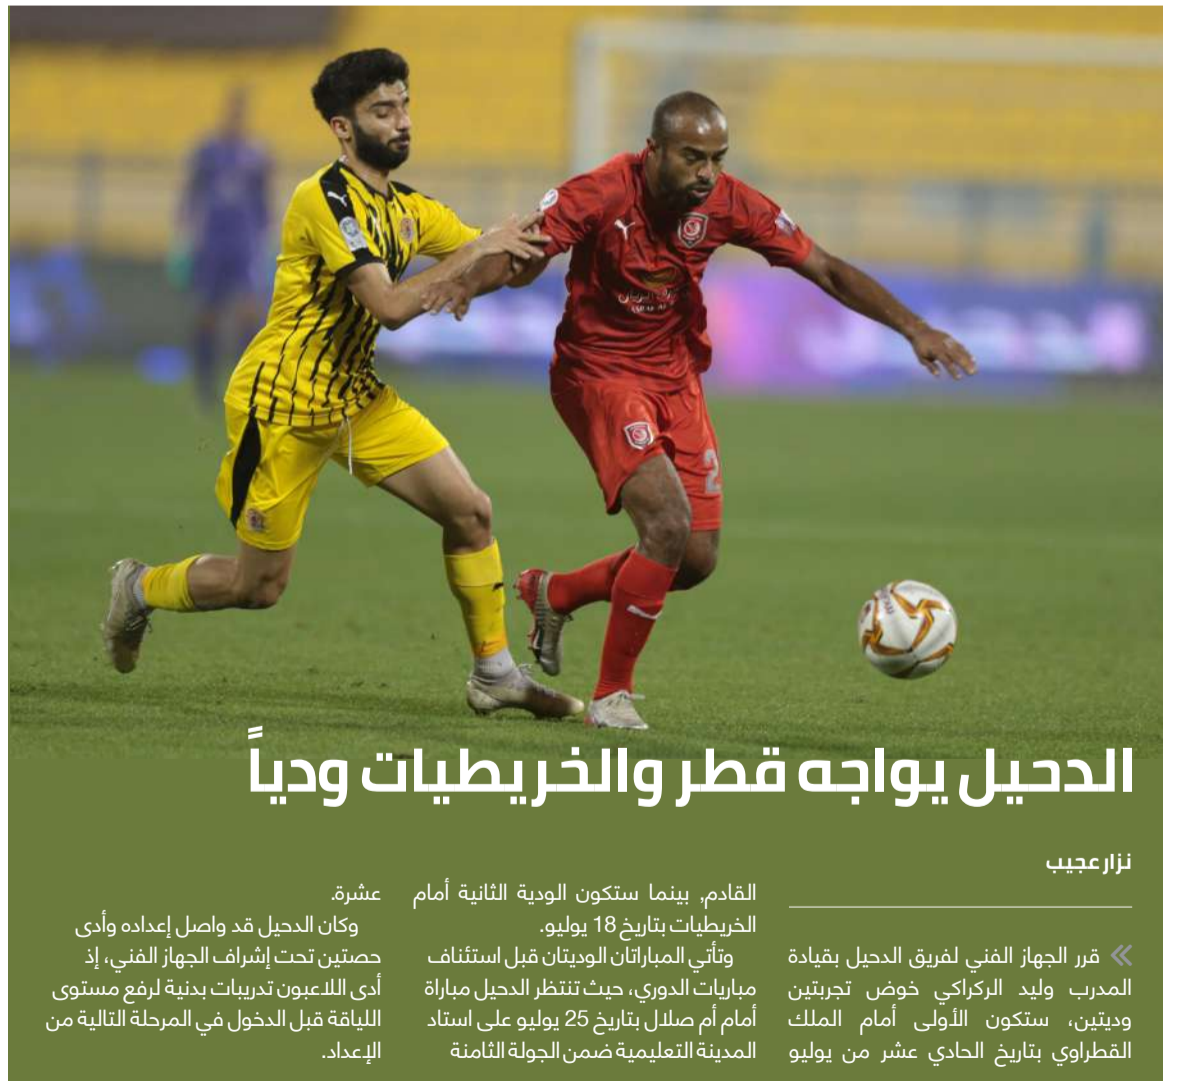 الدحيل يواجه قطر والخريطيات ودياً
نزار عجيب
قرر الجهاز الفني لفريق الدحيل بقيادة
المدرب وليد الركراكي خوض تجربتين
وديتين، ستكون الأولى أمام الملك
القطراوي بتاريخ الحادي عشر من يوليو
القادم, بينما ستكون الودية الثانية أمام
الخريطيات بتاريخ 18 يوليو.
وتأتي المباراتان الوديتان قبل استئناف
مباريات الدوري، حيث تنتظر الدحيل مباراة
أمام أم صلال بتاريخ 25 يوليو على استاد
المدينة التعليمية ضمن الجولة الثامنة
عشرة.
وكان الدحيل قد واصل إعداده وأدى
حصتين تحت إشراف الجهاز الفني، إذ
أدى اللاعبون تدريبات بدنية لرفع مستوى
اللياقة قبل الدخول في المرحلة التالية من
الإعداد.
2